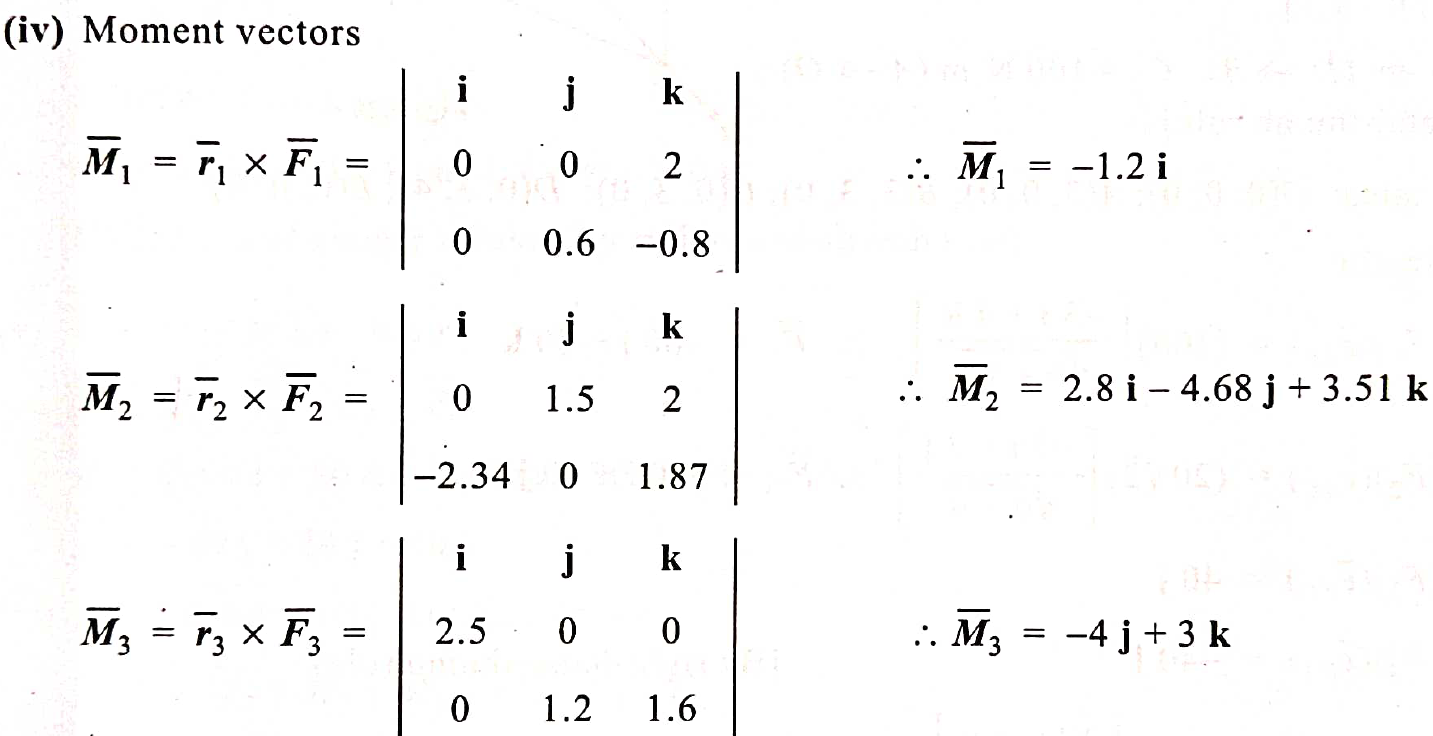 (iv) Moment vectors
i j k
M̅₁ = r̅₁ × F̅₁ = 0 0 2 ∴ M̅₁ = −1.2 i
0 0.6 −0.8
i j k
M̅₂ = r̅₂ × F̅₂ = 0 1.5 2 ∴ M̅₂ = 2.8 i − 4.68 j + 3.51 k
−2.34 0 1.87
i j k
M̅₃ = r̅₃ × F̅₃ = 2.5 0 0 ∴ M̅₃ = −4 j + 3 k
0 1.2 1.6